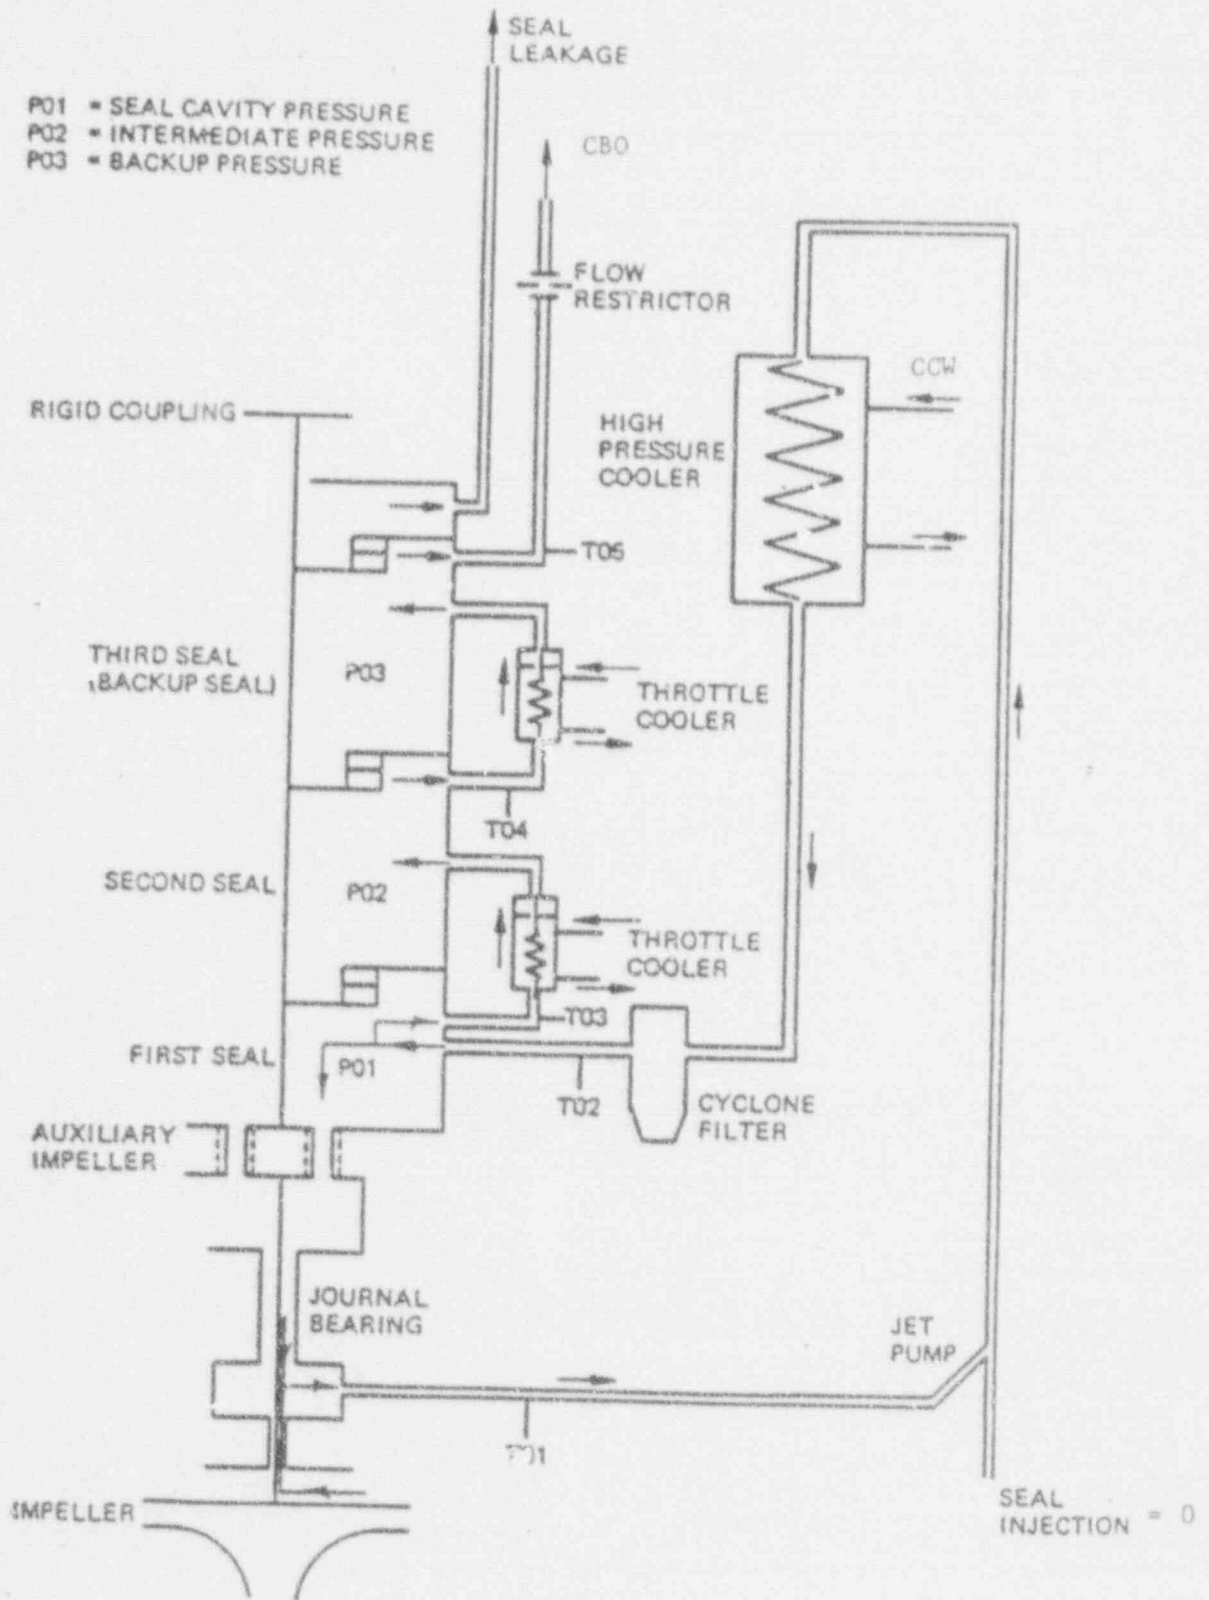 SEAL
LEAKAGE
P01 = SEAL CAVITY PRESSURE
P02 = INTERMEDIATE PRESSURE
P03 = BACKUP PRESSURE
CBO
FLOW
RESTRICTOR
CCW
RIGID COUPLING
HIGH
PRESSURE
COOLER
T05
THIRD SEAL
(BACKUP SEAL)
P03
THROTTLE
COOLER
T04
SECOND SEAL
P02
THROTTLE
COOLER
T03
FIRST SEAL
P01
T02
CYCLONE
FILTER
AUXILIARY
IMPELLER
JOURNAL
BEARING
JET
PUMP
T01
IMPELLER
SEAL
INJECTION = 0